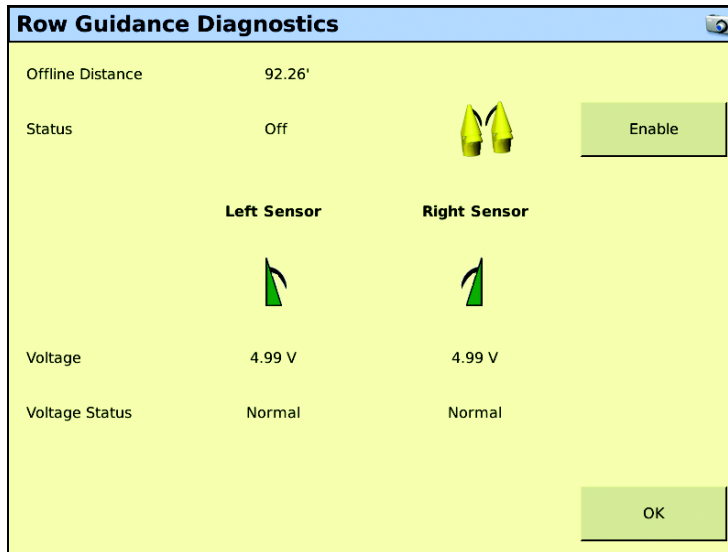 Row Guidance Diagnostics
Offline Distance 92.26'
Status Off Enable
Left Sensor Right Sensor
Voltage 4.99 V 4.99 V
Voltage Status Normal Normal
OK